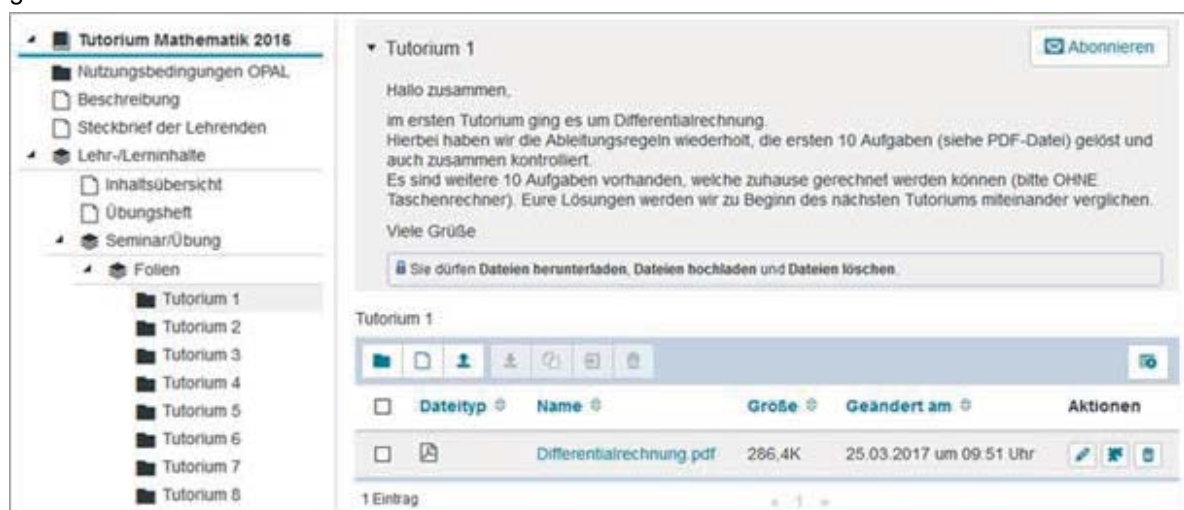 g
Tutorium Mathematik 2016
Nutzungsbedingungen OPAL
Beschreibung
Steckbrief der Lehrenden
Lehr-/Lerninhalte
Inhaltsübersicht
Übungsheft
Seminar/Übung
Folien
Tutorium 1
Tutorium 2
Tutorium 3
Tutorium 4
Tutorium 5
Tutorium 6
Tutorium 7
Tutorium 8
Tutorium 1
Abonnieren
Hallo zusammen,
im ersten Tutorium ging es um Differentialrechnung.
Hierbei haben wir die Ableitungsregeln wiederholt, die ersten 10 Aufgaben (siehe PDF-Datei) gelöst und
auch zusammen kontrolliert.
Es sind weitere 10 Aufgaben vorhanden, welche zuhause gerechnet werden können (bitte OHNE
Taschenrechner). Eure Lösungen werden wir zu Beginn des nächsten Tutoriums miteinander verglichen.
Viele Grüße
Sie dürfen Dateien herunterladen, Dateien hochladen und Dateien löschen.
Tutorium 1
Dateityp Name Größe Geändert am Aktionen
Differentialrechnung.pdf 286,4K 25.03.2017 um 09:51 Uhr
1 Eintrag
« 1 »